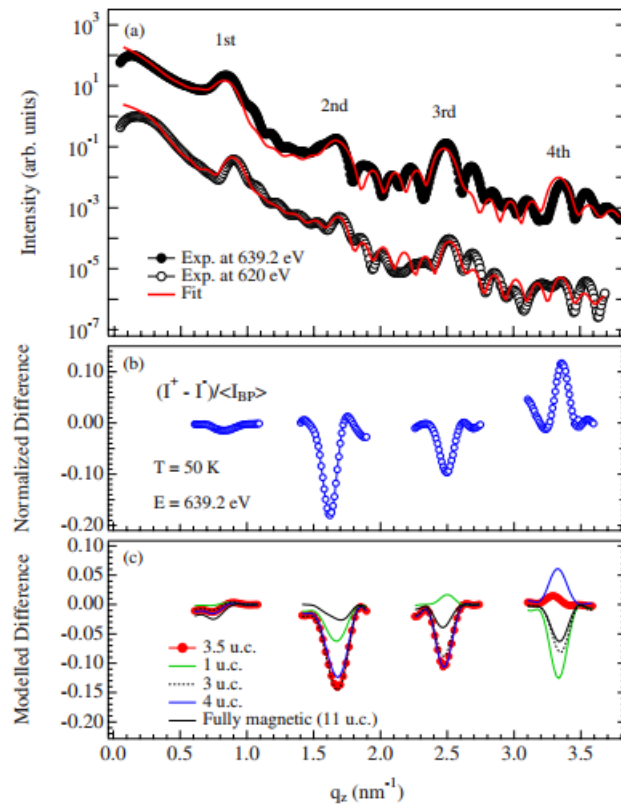 (a)
10³
10¹
10⁻¹
10⁻³
10⁻⁵
10⁻⁷
Intensity (arb. units)
1st
2nd
3rd
4th
Exp. at 639.2 eV
Exp. at 620 eV
Fit
(b)
0.10
0.00
-0.10
-0.20
Normalized Difference
(I⁺ - I⁻)/<I_BP>
T = 50 K
E = 639.2 eV
(c)
0.10
0.05
0.00
-0.05
-0.10
-0.15
-0.20
Modelled Difference
3.5 u.c.
1 u.c.
3 u.c.
4 u.c.
Fully magnetic (11 u.c.)
0.0 0.5 1.0 1.5 2.0 2.5 3.0 3.5
q_z (nm⁻¹)